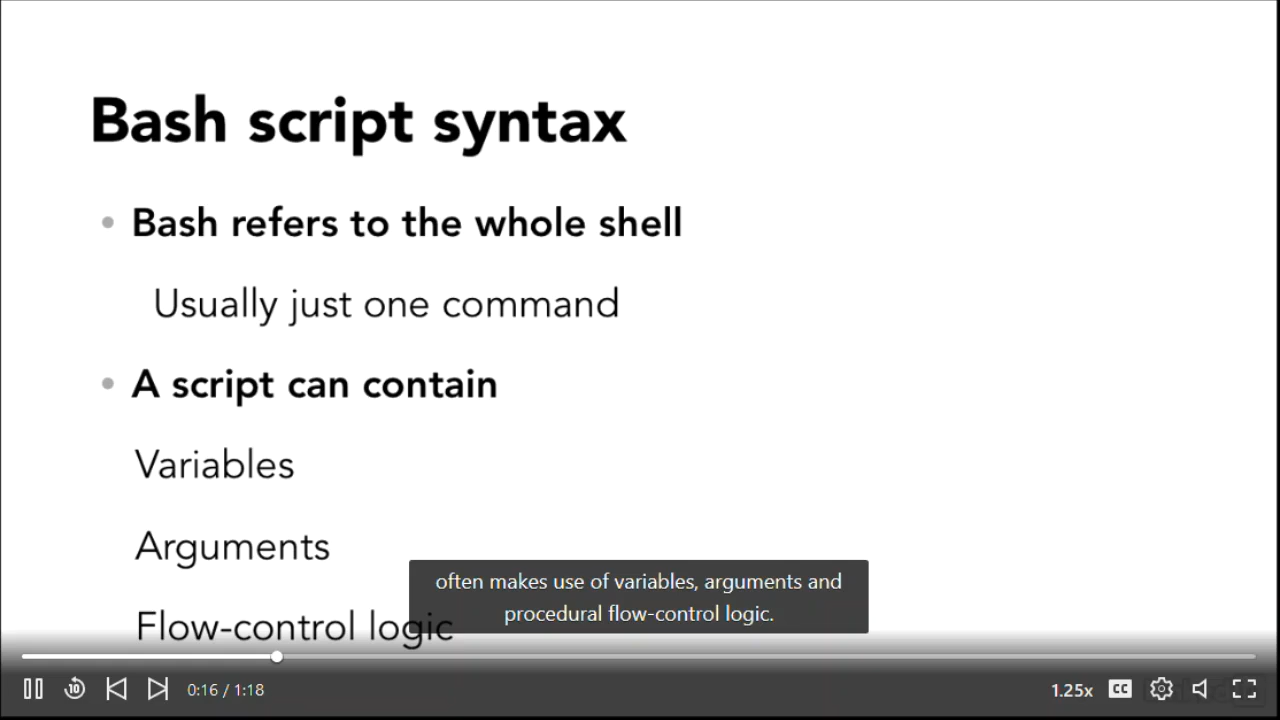 Bash script syntax
• Bash refers to the whole shell
Usually just one command
• A script can contain
Variables
Arguments
Flow-control logic
often makes use of variables, arguments and
procedural flow-control logic.
10
0:16 / 1:18
1.25x
CC